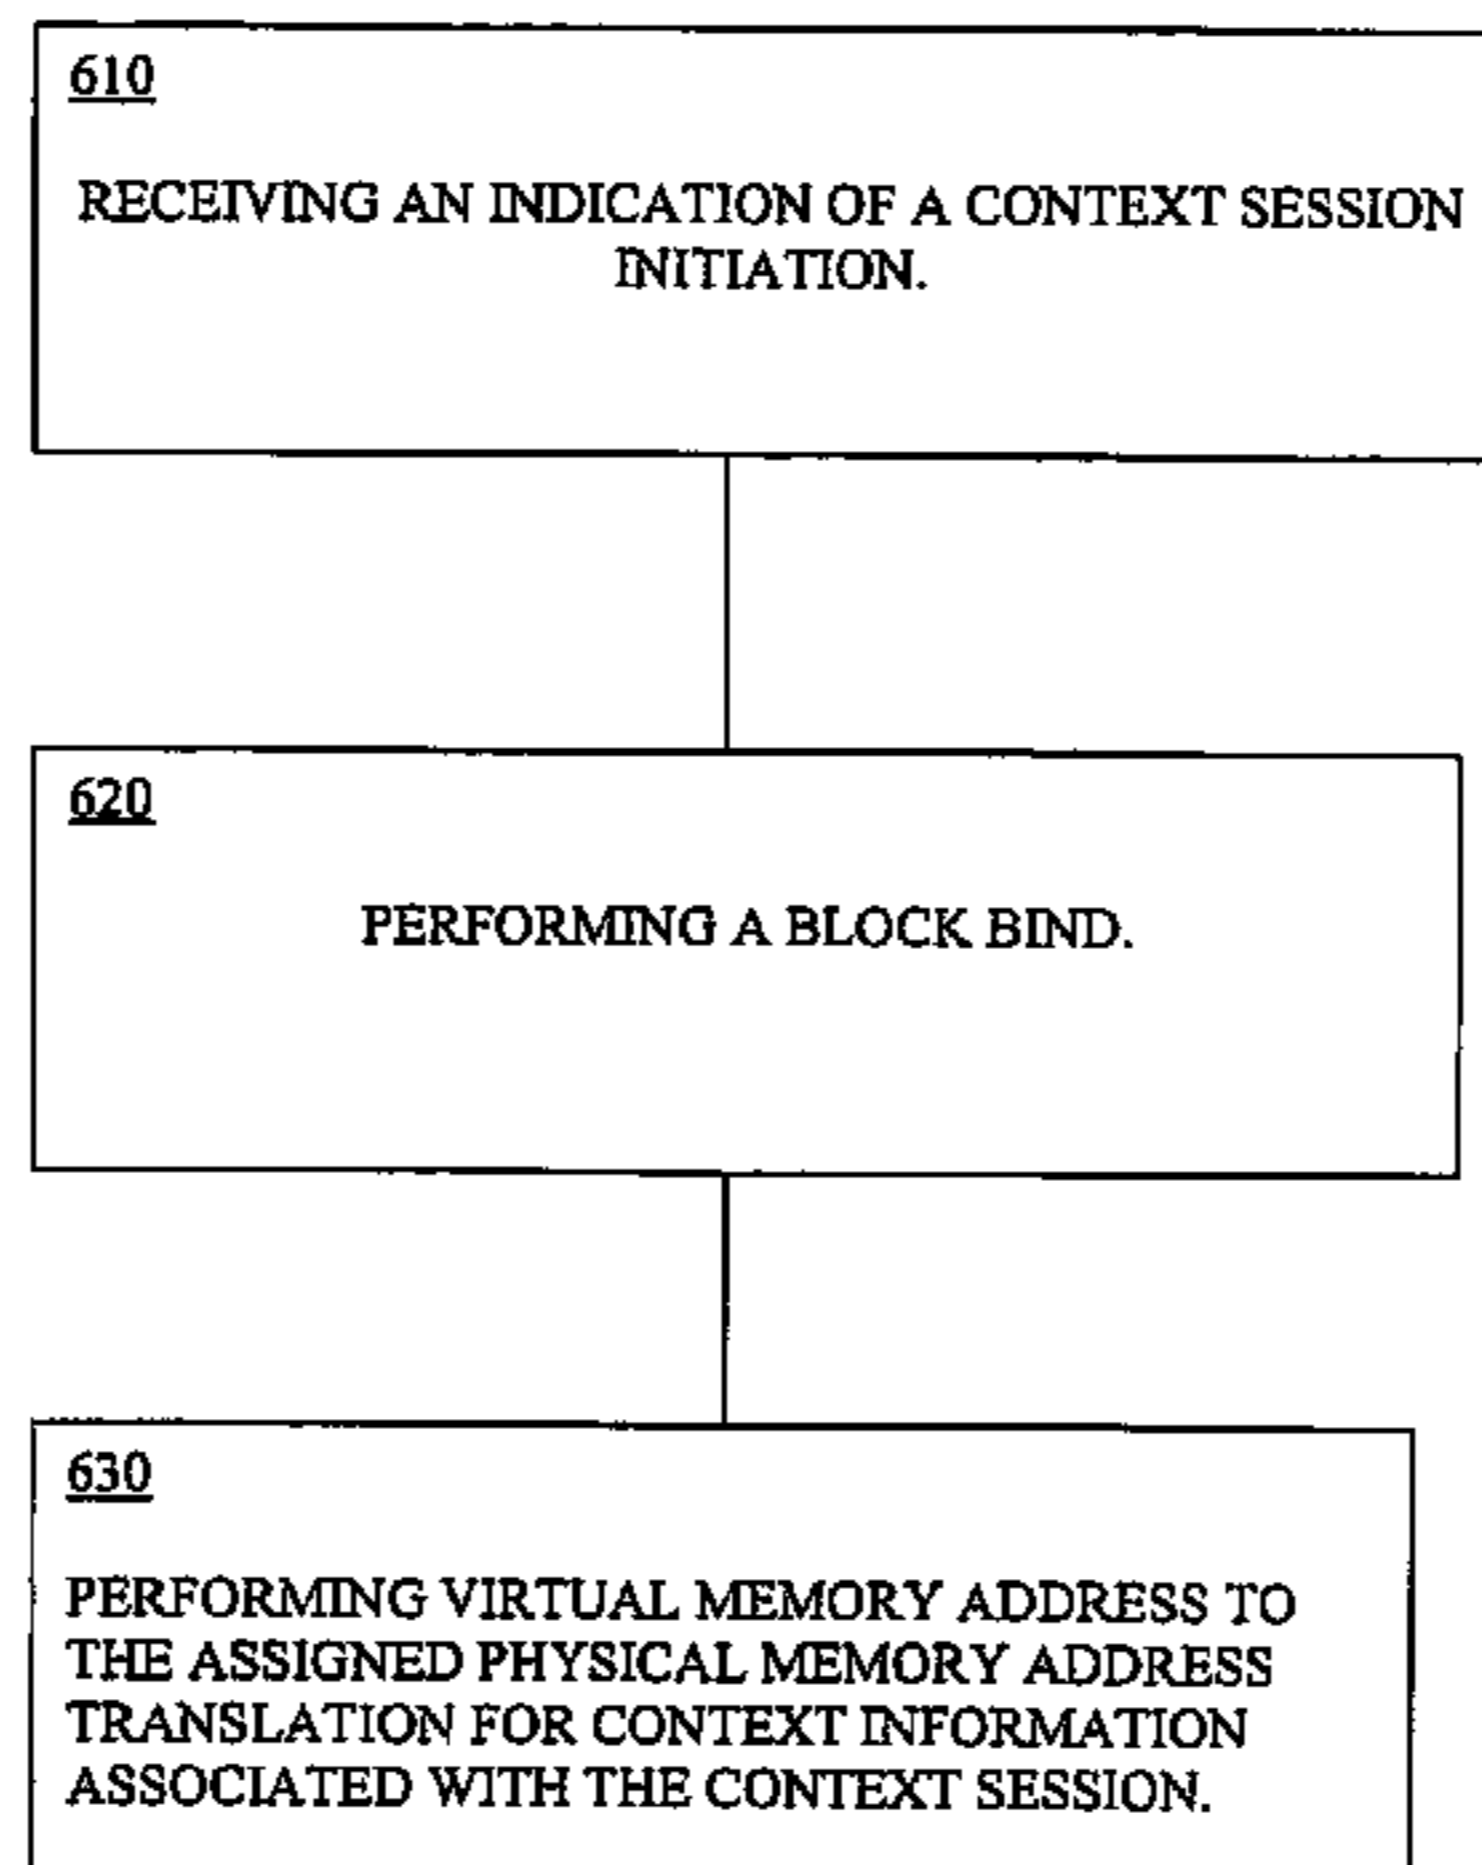 610
RECEIVING AN INDICATION OF A CONTEXT SESSION
INITIATION.
620
PERFORMING A BLOCK BIND.
630
PERFORMING VIRTUAL MEMORY ADDRESS TO
THE ASSIGNED PHYSICAL MEMORY ADDRESS
TRANSLATION FOR CONTEXT INFORMATION
ASSOCIATED WITH THE CONTEXT SESSION.